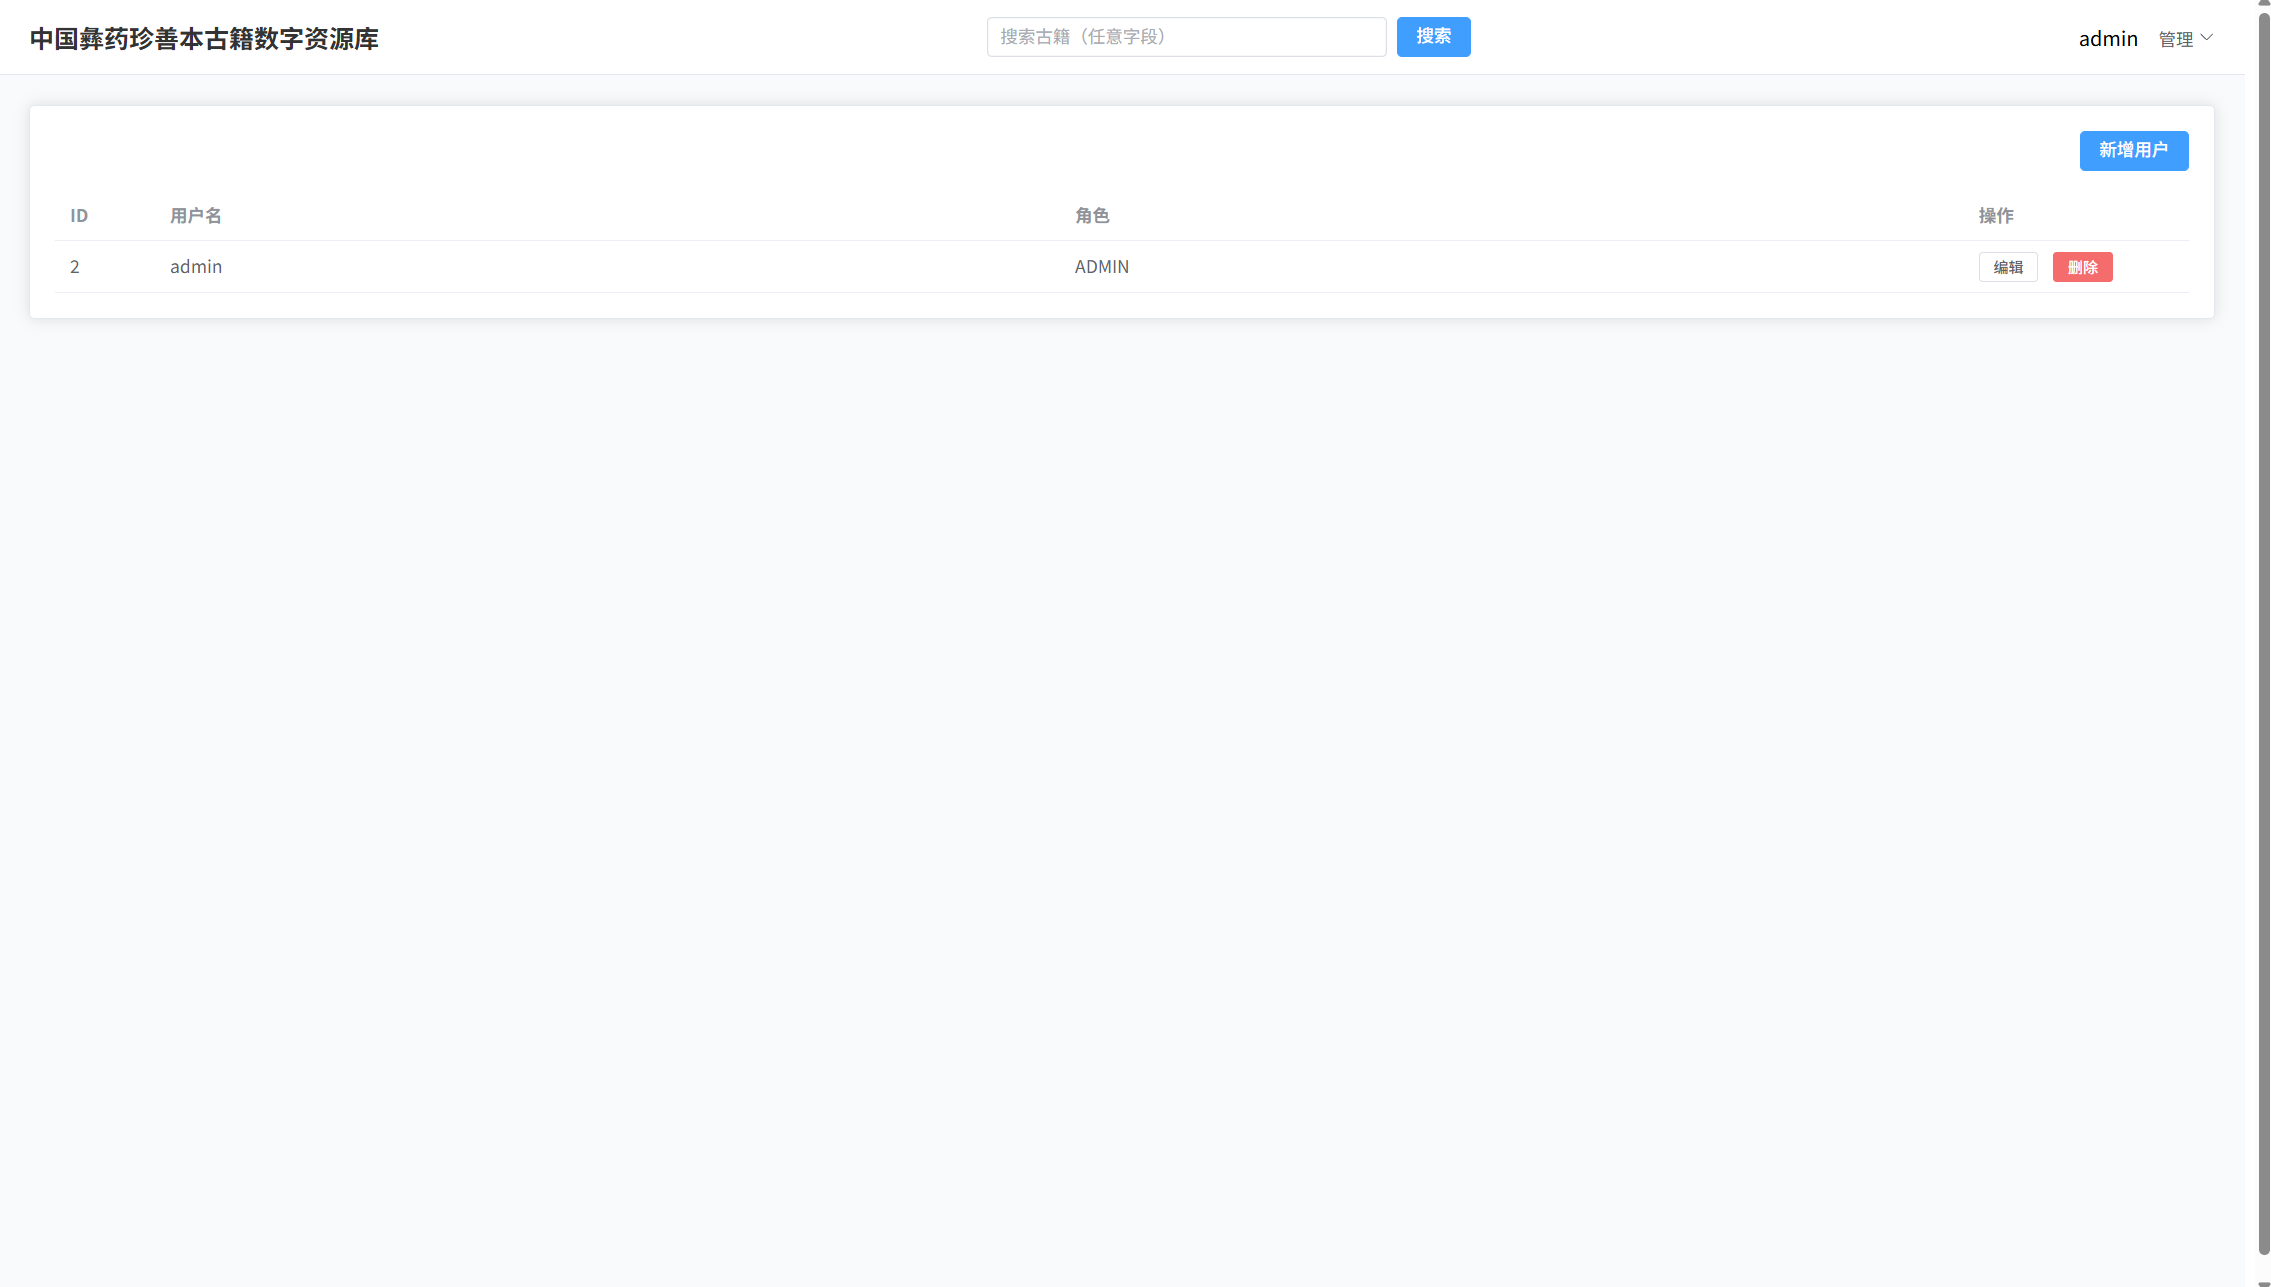 中国彝药珍善本古籍数字资源库
搜索古籍（任意字段）
搜索
admin 管理
新增用户
ID 用户名 角色 操作
2 admin ADMIN 编辑 删除